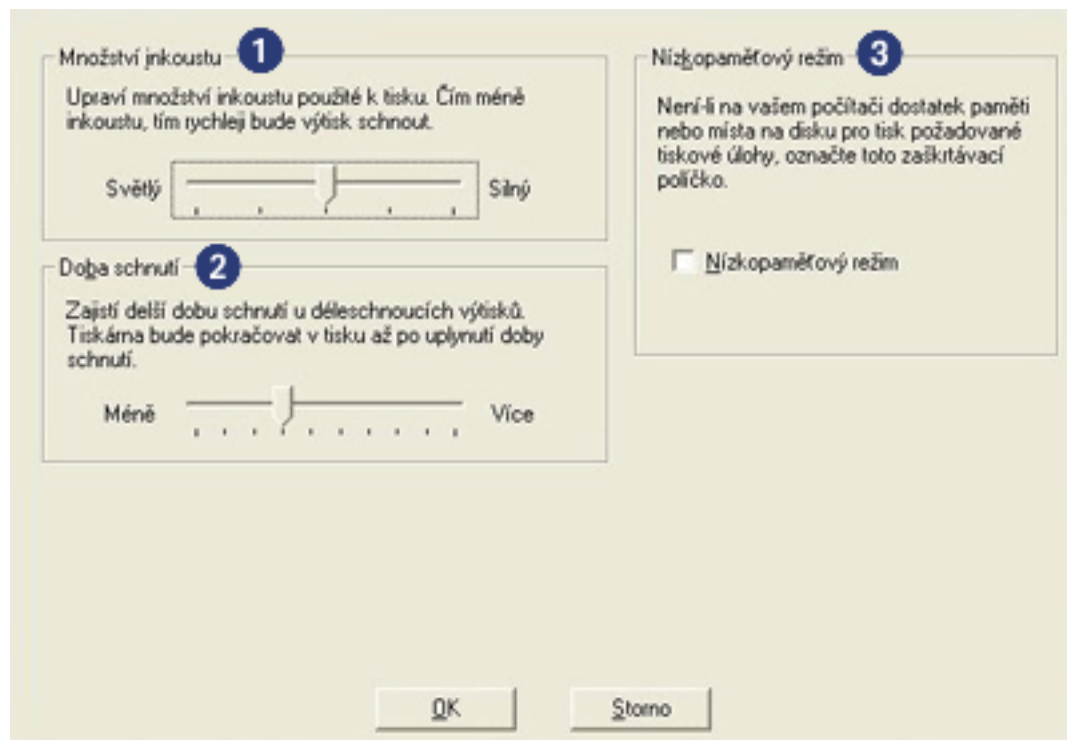 Množství inkoustu 1
Upraví množství inkoustu použité k tisku. Čím méně
inkoustu, tím rychleji bude výtisk schnout.
Světlý
Silný
Doba schnutí 2
Zajistí delší dobu schnutí u déleschnoucích výtisků.
Tiskárna bude pokračovat v tisku až po uplynutí doby
schnutí.
Méně
Více
Nízkopaměťový režim 3
Není-li na vašem počítači dostatek paměti
nebo místa na disku pro tisk požadované
tiskové úlohy, označte toto zaškrtávací
políčko.
Nízkopaměťový režim
OK
Storno